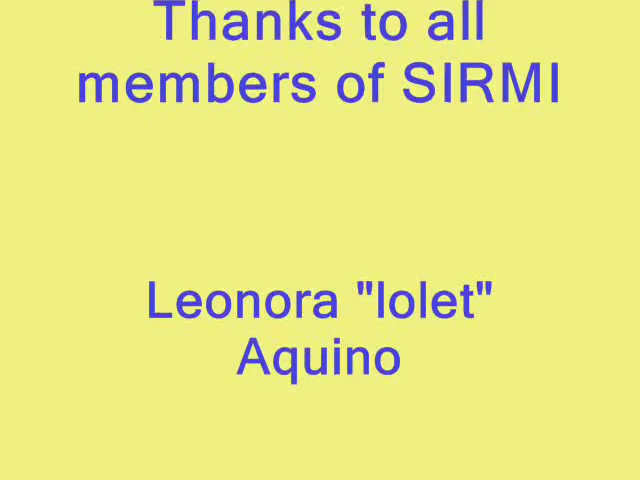 Thanks to all
members of SIRMI
Leonora "lolet"
Aquino